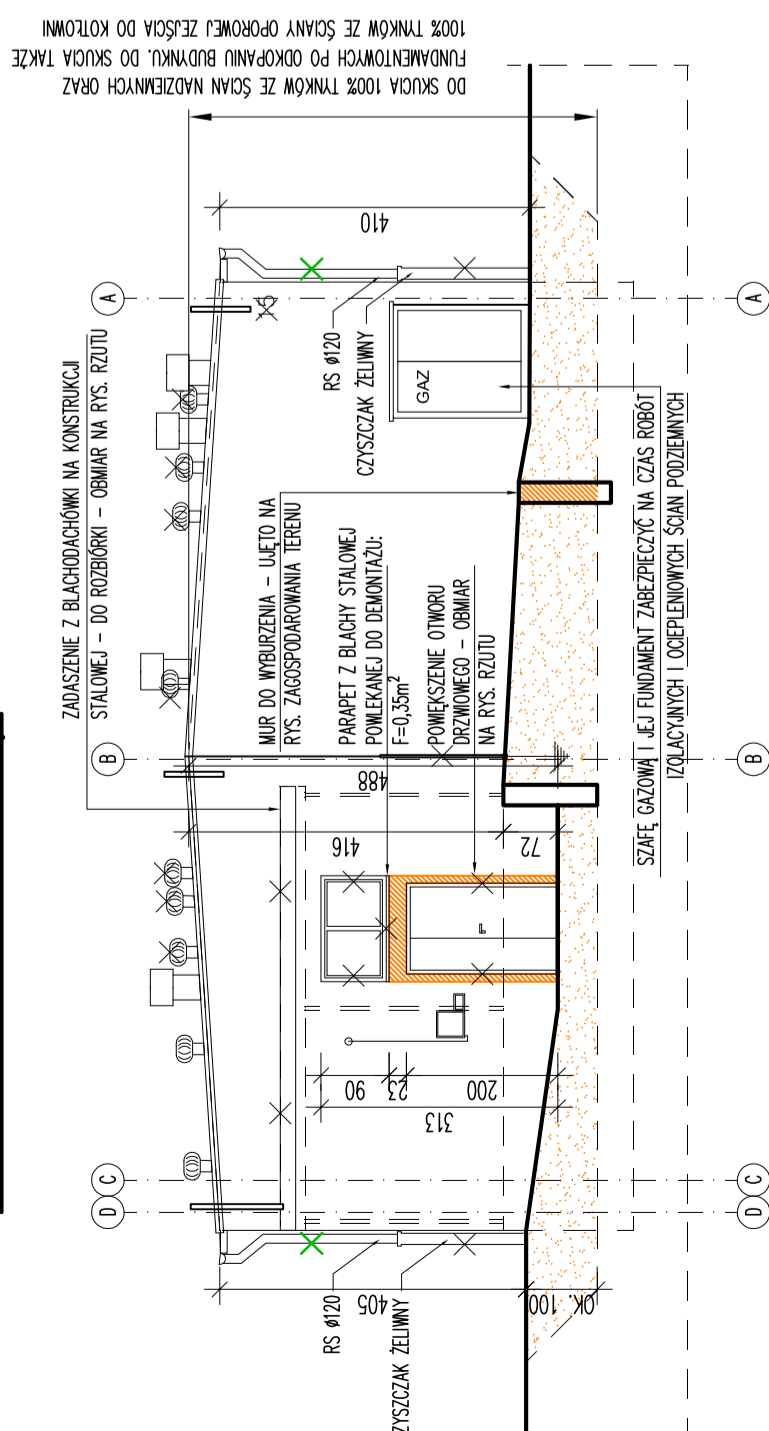 DO SKUCIA 100% TYNKÓW ZE ŚCIAN NADZIEMNYCH ORAZ
FUNDAMENTOWYCH PO ODKOPANIU BUDYNKU. DO SKUCIA TAKŻE
100% TYNKÓW ZE ŚCIANY OPOROWEJ ZEJŚCIA DO KOTŁOWNI
410
A
ZADASZENIE Z BLACHODACHÓWKI NA KONSTRUKCJI
STALOWEJ - DO ROZBIÓRKI - OBMIAR NA RYS. RZUTU
RS ø120
CZYSZCZAK ŻELIWNY
GAZ
A
MUR DO WYBURZENIA - UJĘTO NA
RYS. ZAGOSPODAROWANIA TERENU
PARAPET Z BLACHY STALOWEJ
POWLEKANEJ DO DEMONTAŻU:
F=0,35m²
POWIĘKSZENIE OTWORU
DRZWIOWEGO - OBMIAR
NA RYS. RZUTU
SZAFĘ GAZOWĄ I JEJ FUNDAMENT ZABEZPIECZYĆ NA CZAS ROBÓT
IZOLACYJNYCH I OCIEPLENIOWYCH ŚCIAN PODZIEMNYCH
B
B
488
416
72
90
23
200
313
C
D
C
D
RS ø120
ZYSZCZAK ŻELIWNY
405
OK. 100